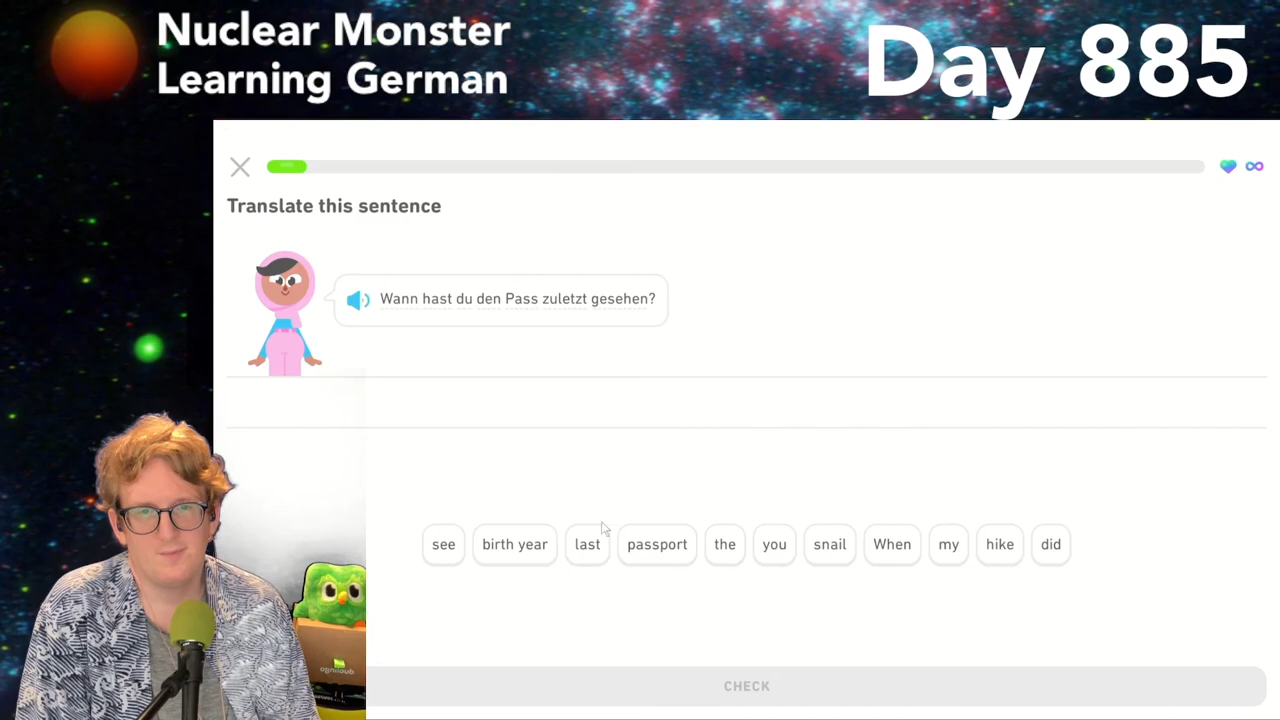 Nuclear Monster
Learning German
Day 885
Translate this sentence
Wann hast du den Pass zuletzt gesehen?
see birth year last passport the you snail When my hike did
CHECK